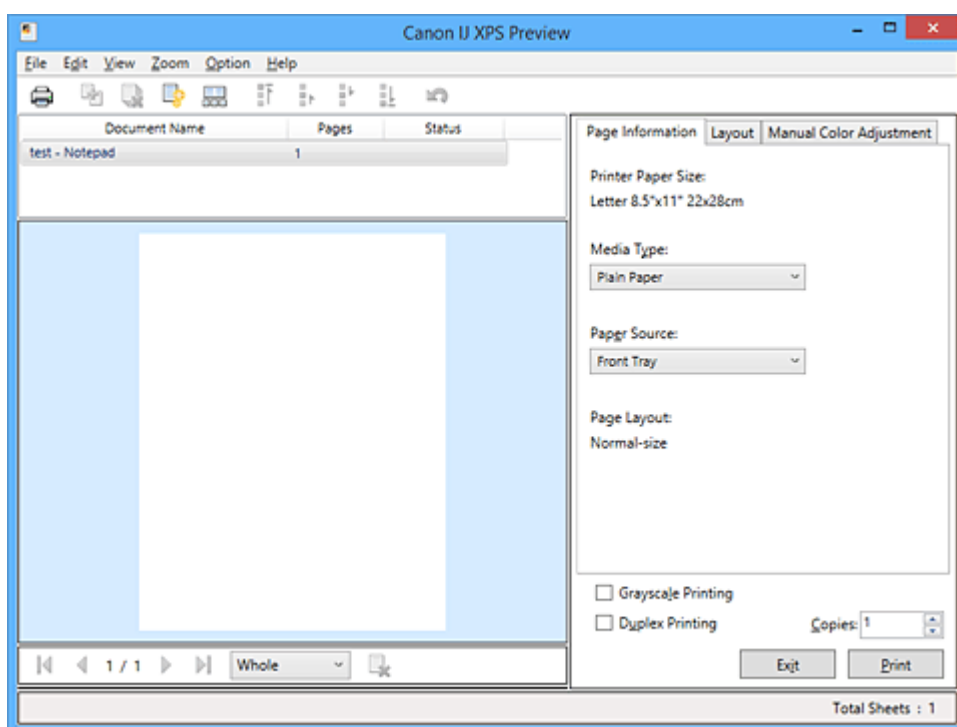 Canon IJ XPS Preview
File Edit View Zoom Option Help
Document Name Pages Status
test - Notepad 1
Page Information Layout Manual Color Adjustment
Printer Paper Size:
Letter 8.5"x11" 22x28cm
Media Type:
Plain Paper
Paper Source:
Front Tray
Page Layout:
Normal-size
Grayscale Printing
Duplex Printing
Copies: 1
1 / 1 Whole
Exit Print
Total Sheets : 1